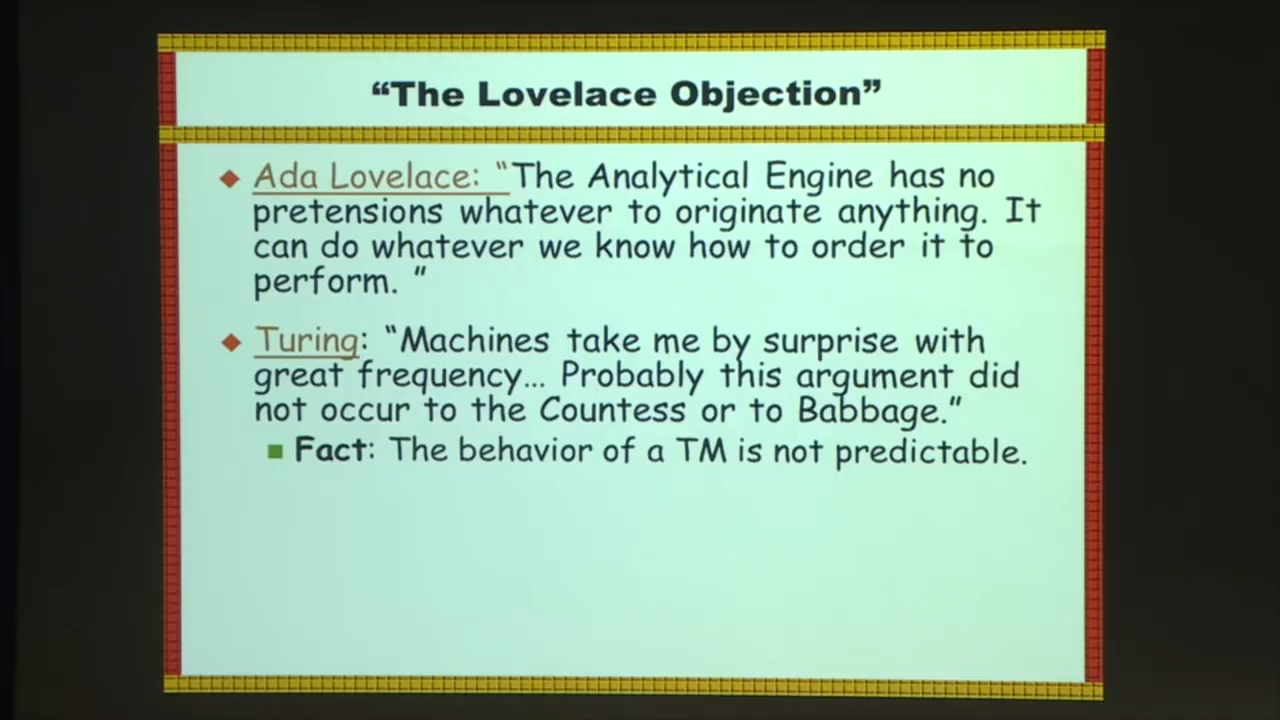 “The Lovelace Objection”
Ada Lovelace: “The Analytical Engine has no
pretensions whatever to originate anything. It
can do whatever we know how to order it to
perform. ”
Turing: “Machines take me by surprise with
great frequency… Probably this argument did
not occur to the Countess or to Babbage.”
Fact: The behavior of a TM is not predictable.